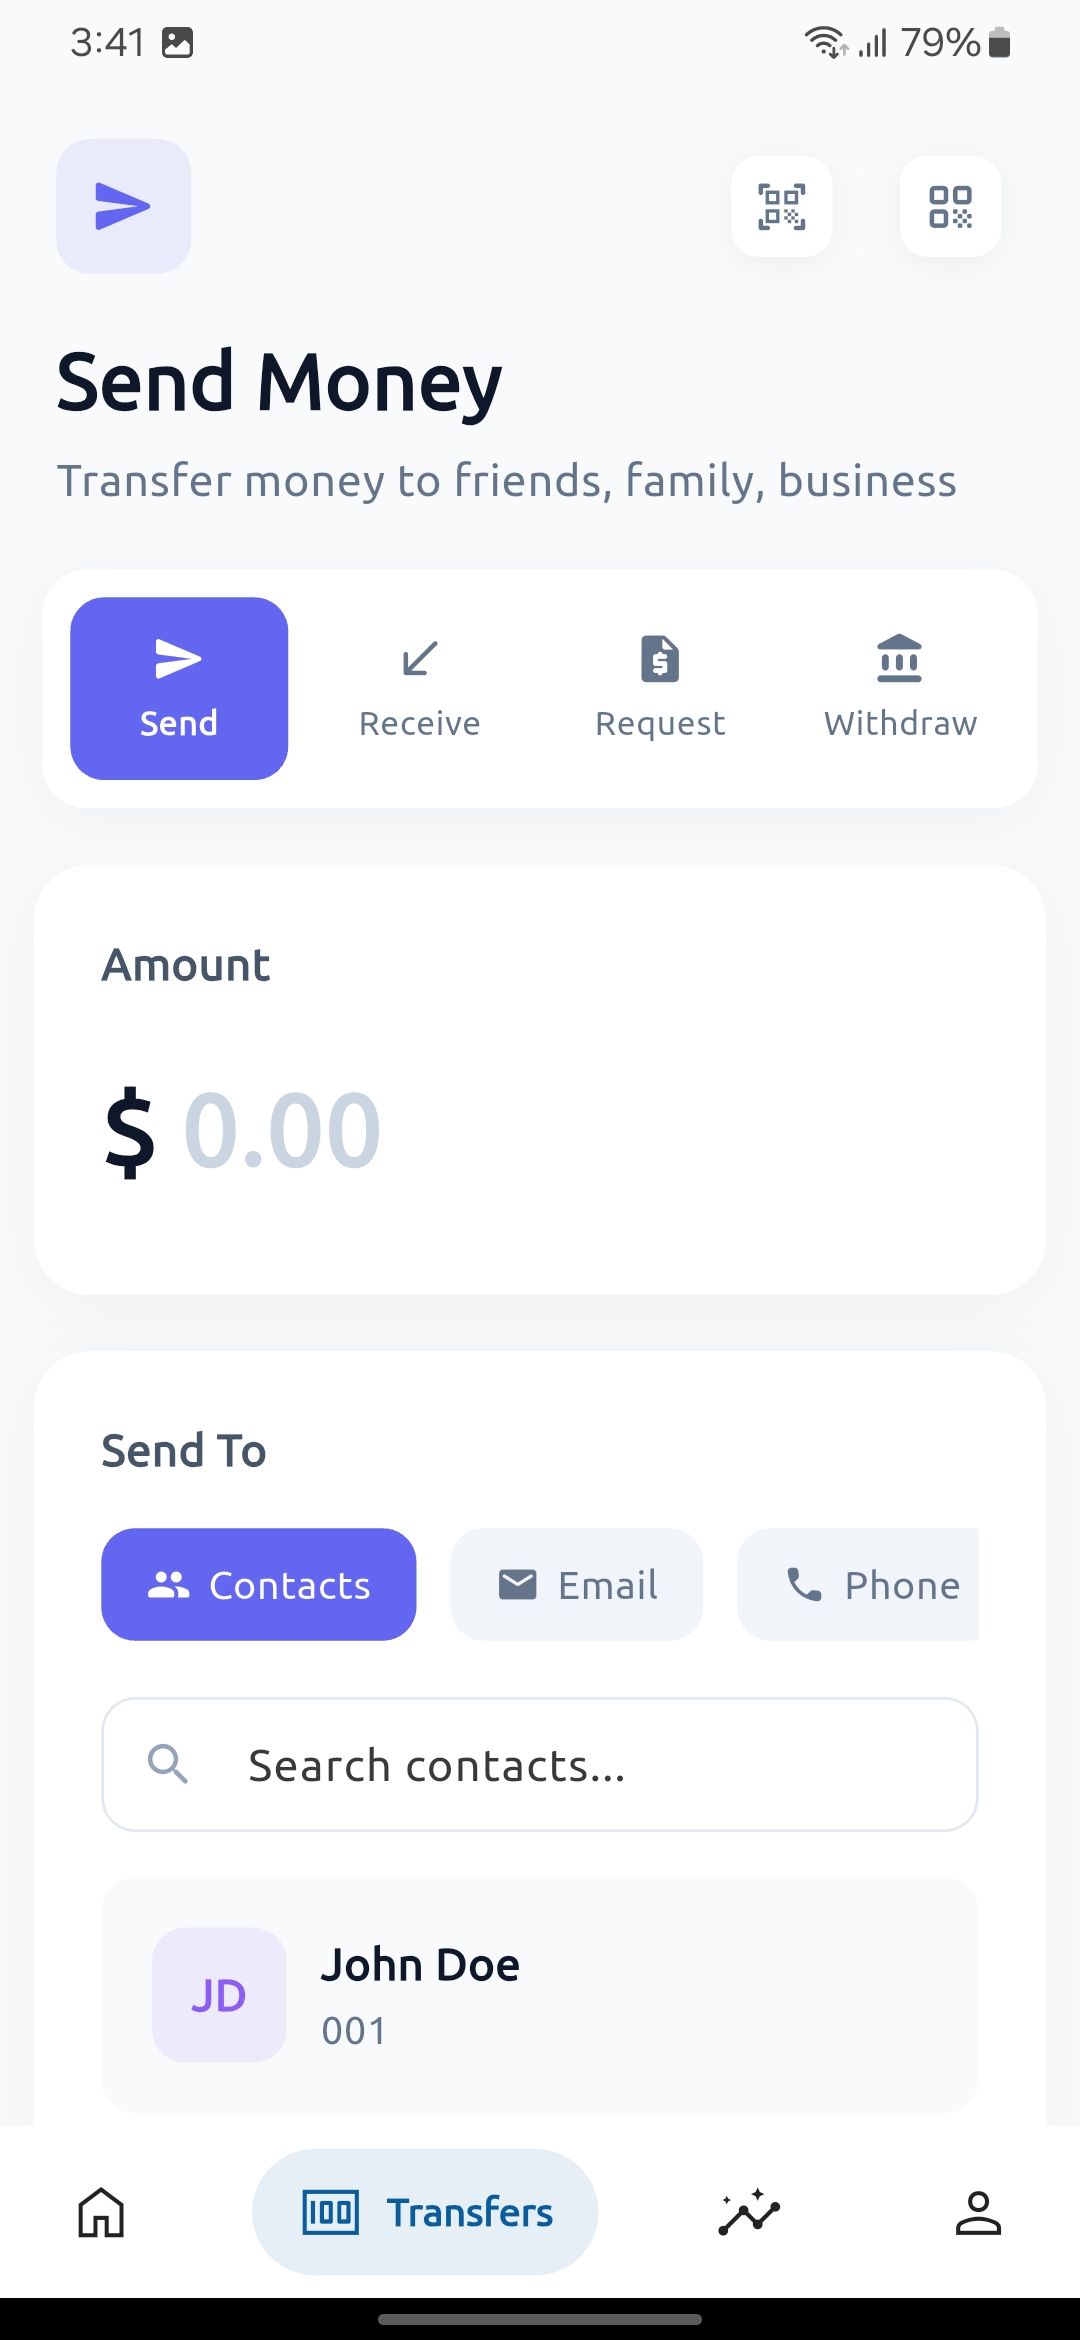 3:41 79%
Send Money
Transfer money to friends, family, business
Send Receive Request Withdraw
Amount
$ 0.00
Send To
Contacts Email Phone
Search contacts...
JD
John Doe
001
Transfers